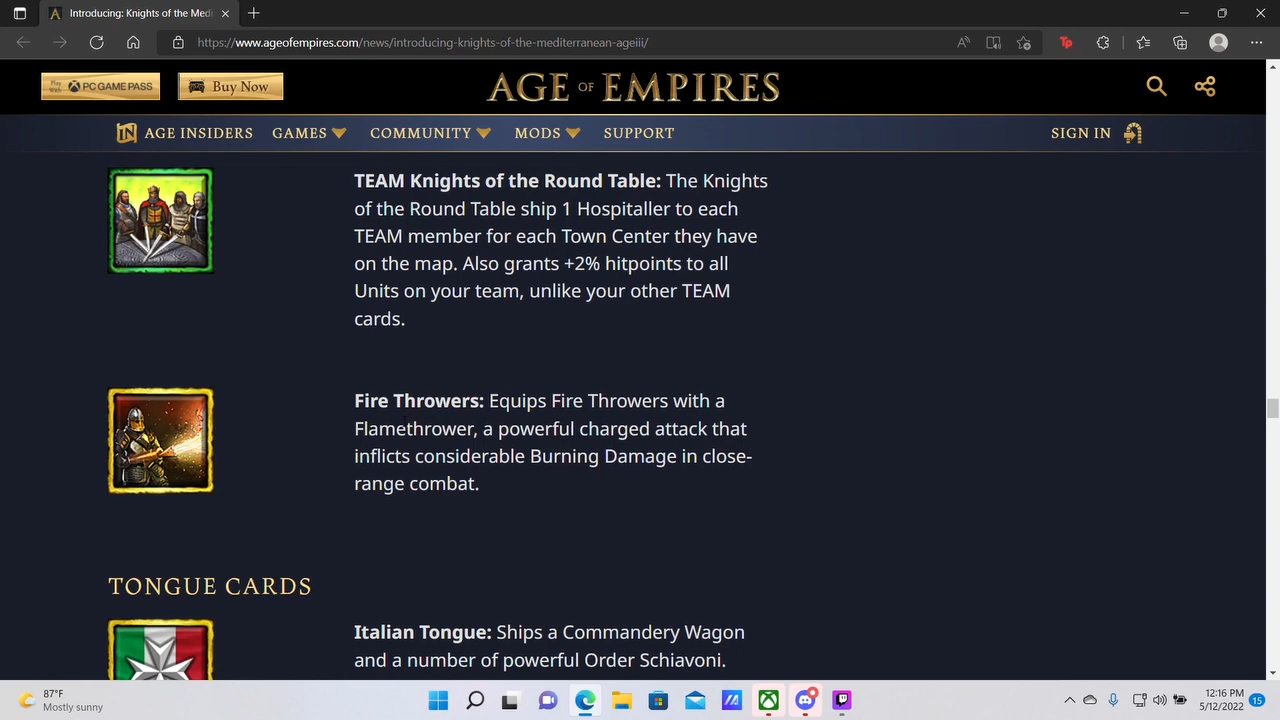 Introducing: Knights of the Medi
https://www.ageofempires.com/news/introducing-knights-of-the-mediterranean-ageiii/
PC GAME PASS
Buy Now
AGE OF EMPIRES
AGE INSIDERS
GAMES
COMMUNITY
MODS
SUPPORT
SIGN IN
TEAM Knights of the Round Table: The Knights
of the Round Table ship 1 Hospitaller to each
TEAM member for each Town Center they have
on the map. Also grants +2% hitpoints to all
Units on your team, unlike your other TEAM
cards.
Fire Throwers: Equips Fire Throwers with a
Flamethrower, a powerful charged attack that
inflicts considerable Burning Damage in close-
range combat.
TONGUE CARDS
Italian Tongue: Ships a Commandery Wagon
and a number of powerful Order Schiavoni.
87°F
Mostly sunny
12:16 PM
5/12/2022
15